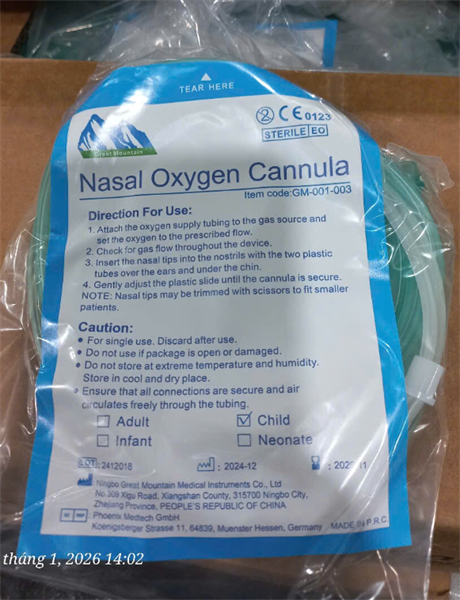 TEAR HERE
Great Mountain
2
CE 0123
STERILE EO
Nasal Oxygen Cannula
Item code:GM-001-003
Direction For Use:
1. Attach the oxygen supply tubing to the gas source and
set the oxygen to the prescribed flow.
2. Check for gas flow throughout the device.
3. Insert the nasal tips into the nostrils with the two plastic
tubes over the ears and under the chin.
4. Gently adjust the plastic slide until the cannula is secure.
NOTE: Nasal tips may be trimmed with scissors to fit smaller
patients.
Caution:
• For single use. Discard after use.
• Do not use if package is open or damaged.
• Do not store at extreme temperature and humidity.
Store in cool and dry place.
• Ensure that all connections are secure and air
circulates freely through the tubing.
Adult
Child
Infant
Neonate
LOT : 2412018
: 2024-12
Ningbo Great Mountain Medical Instruments Co., Ltd
No.309 Xigu Road, Xiangshan County, 315700 Ningbo City,
Zhejiang Province, PEOPLE'S REPUBLIC OF CHINA
EC REP : Phoenix Medtech GmbH
Koenigsberger Strasse 11, 64839, Muenster Hessen, Germany
MADE IN P.R.C.
tháng 1, 2026 14:02